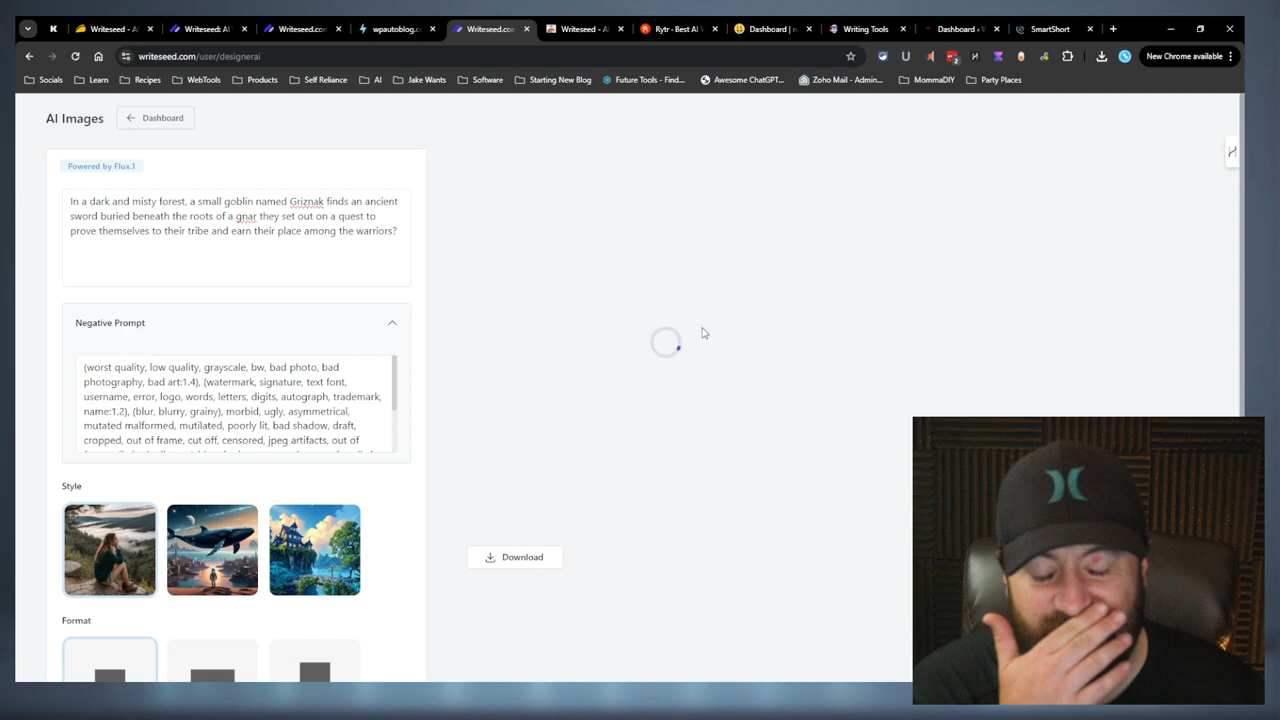 K
Writeseed - A
Writeseed: AI
Writeseed.com
wpautoblog.c
Writeseed.com
Writeseed - A
Rytr - Best AI V
Dashboard | n
Writing Tools
Dashboard ‹
SmartShort
writeseed.com/user/designerai
New Chrome available
Socials
Learn
Recipes
WebTools
Products
Self Reliance
AI
Jake Wants
Software
Starting New Blog
Future Tools - Find...
Awesome ChatGPT...
Zoho Mail - Admin...
MommaDIY
Party Places
AI Images
Dashboard
Powered by Flux.1
In a dark and misty forest, a small goblin named Griznak finds an ancient
sword buried beneath the roots of a gnar they set out on a quest to
prove themselves to their tribe and earn their place among the warriors?
Negative Prompt
(worst quality, low quality, grayscale, bw, bad photo, bad
photography, bad art:1.4), (watermark, signature, text font,
username, error, logo, words, letters, digits, autograph, trademark,
name:1.2), (blur, blurry, grainy), morbid, ugly, asymmetrical,
mutated malformed, mutilated, poorly lit, bad shadow, draft,
cropped, out of frame, cut off, censored, jpeg artifacts, out of
Style
Format
Download